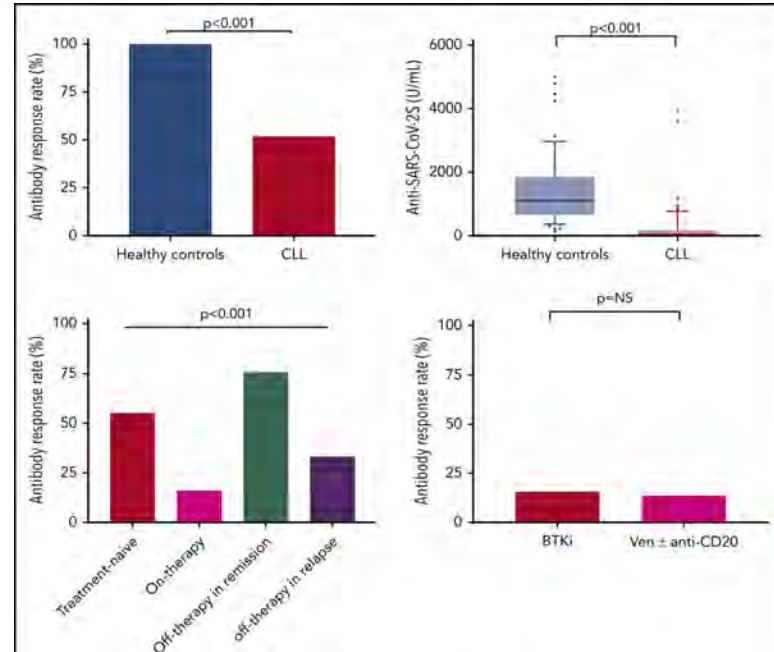 p<0.001
Antibody response rate (%)
100
75
50
25
0
Healthy controls
CLL
p<0.001
Anti-SARS-CoV-2S (U/mL)
6000
4000
2000
0
Healthy controls
CLL
p<0.001
Antibody response rate (%)
100
75
50
25
0
Treatment-naive
On-therapy
Off-therapy in remission
off-therapy in relapse
p=NS
Antibody response rate (%)
100
75
50
25
0
BTKi
Ven ± anti-CD20